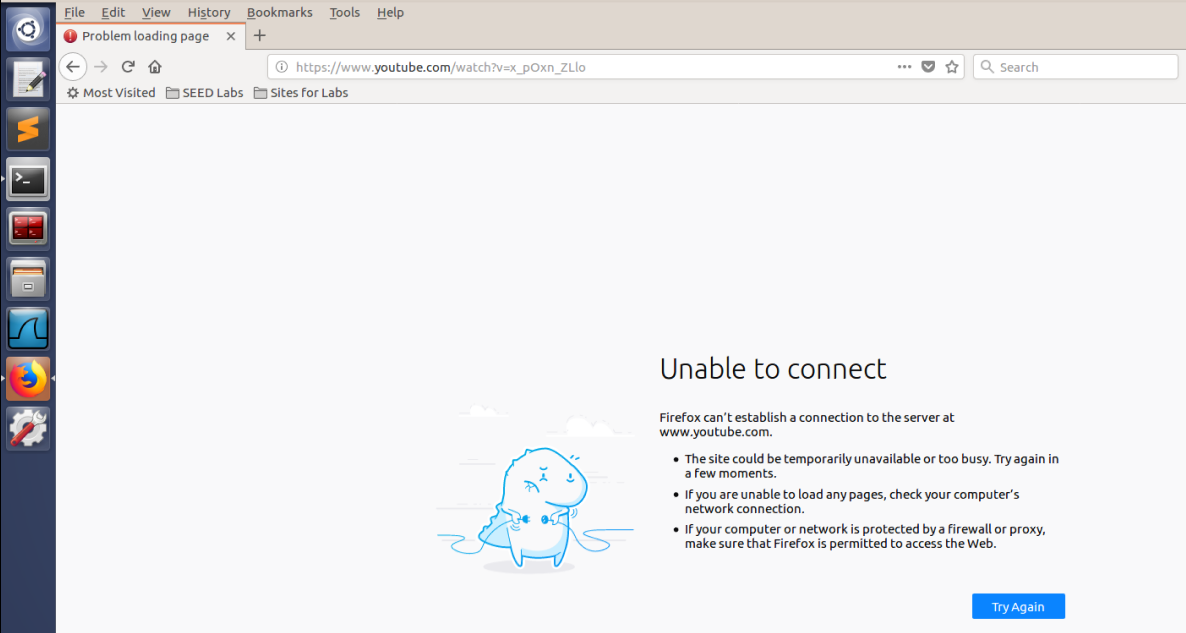 File Edit View History Bookmarks Tools Help
Problem loading page
https://www.youtube.com/watch?v=x_pOxn_ZLlo
Search
Most Visited SEED Labs Sites for Labs
Unable to connect
Firefox can’t establish a connection to the server at
www.youtube.com.
• The site could be temporarily unavailable or too busy. Try again in
a few moments.
• If you are unable to load any pages, check your computer’s
network connection.
• If your computer or network is protected by a firewall or proxy,
make sure that Firefox is permitted to access the Web.
Try Again